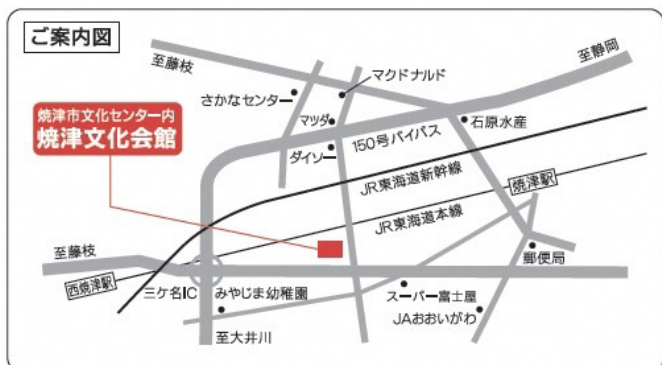 ご案内図
至藤枝
至静岡
マクドナルド
さかなセンター
焼津市文化センター内
焼津文化会館
マツダ
150号バイパス
石原水産
ダイソー
JR東海道新幹線
焼津駅
JR東海道本線
至藤枝
郵便局
西焼津駅
三ケ名IC
みやじま幼稚園
スーパー富士屋
JAおおいがわ
至大井川